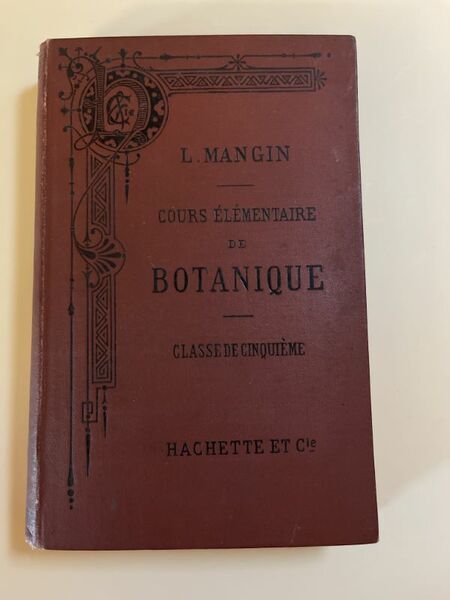 L. MANGIN
COURS ÉLÉMENTAIRE
DE
BOTANIQUE
CLASSE DE CINQUIÈME
HACHETTE ET Cie